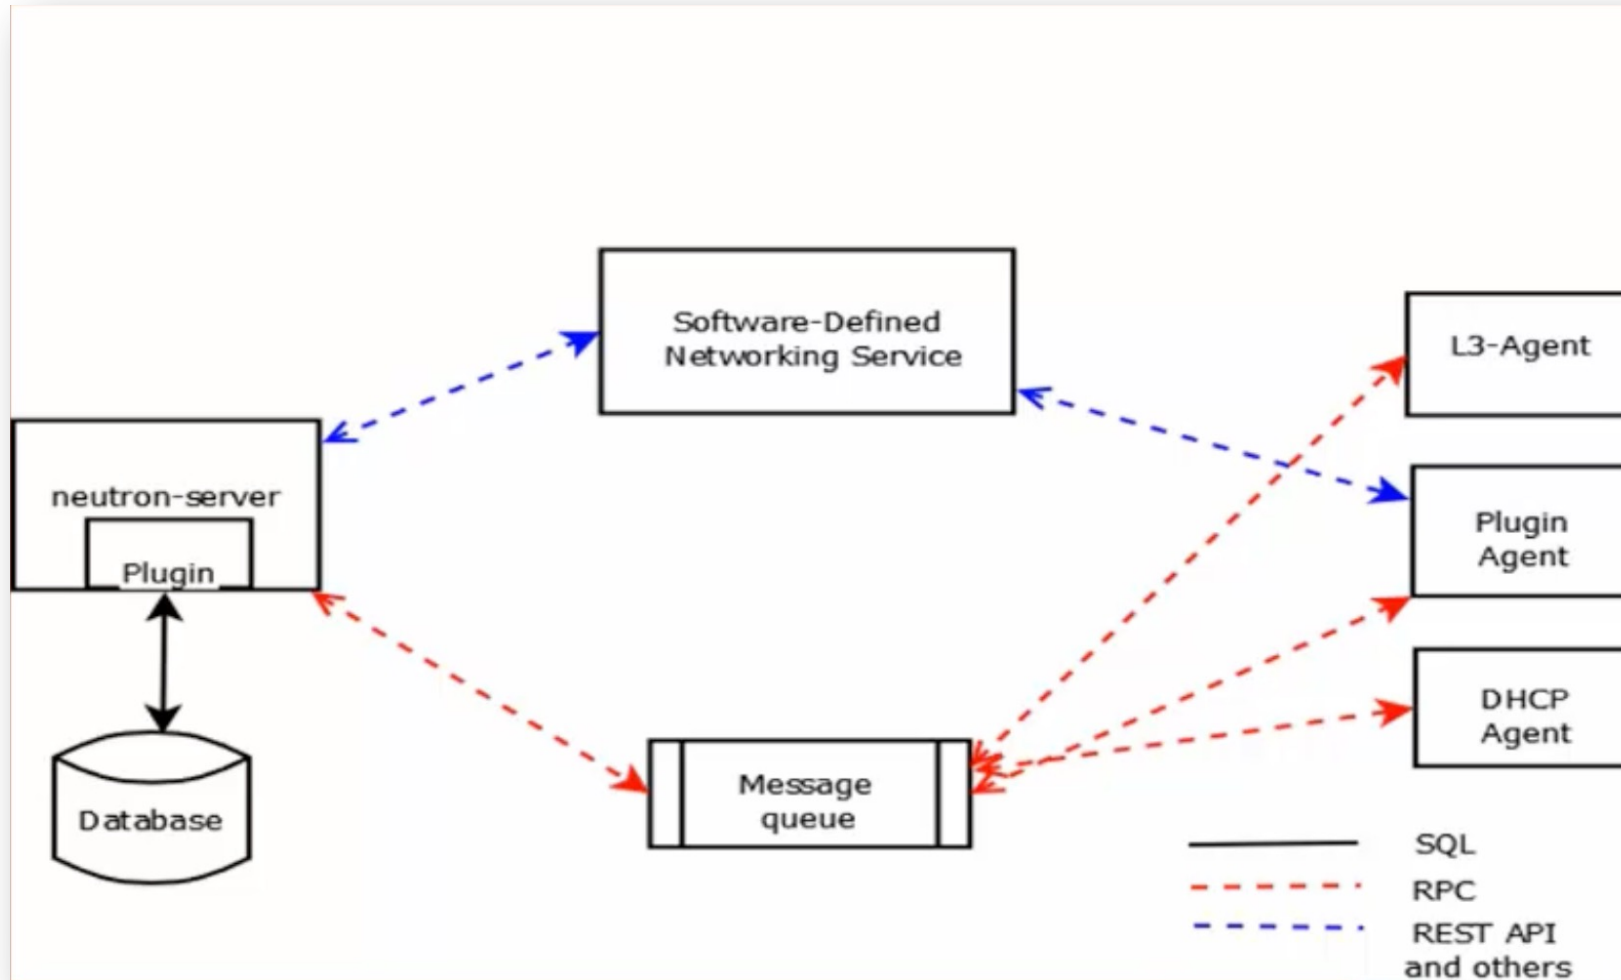 Software-Defined
Networking Service
L3-Agent
neutron-server
Plugin
Plugin
Agent
DHCP
Agent
Database
Message
queue
SQL
RPC
REST API
and others